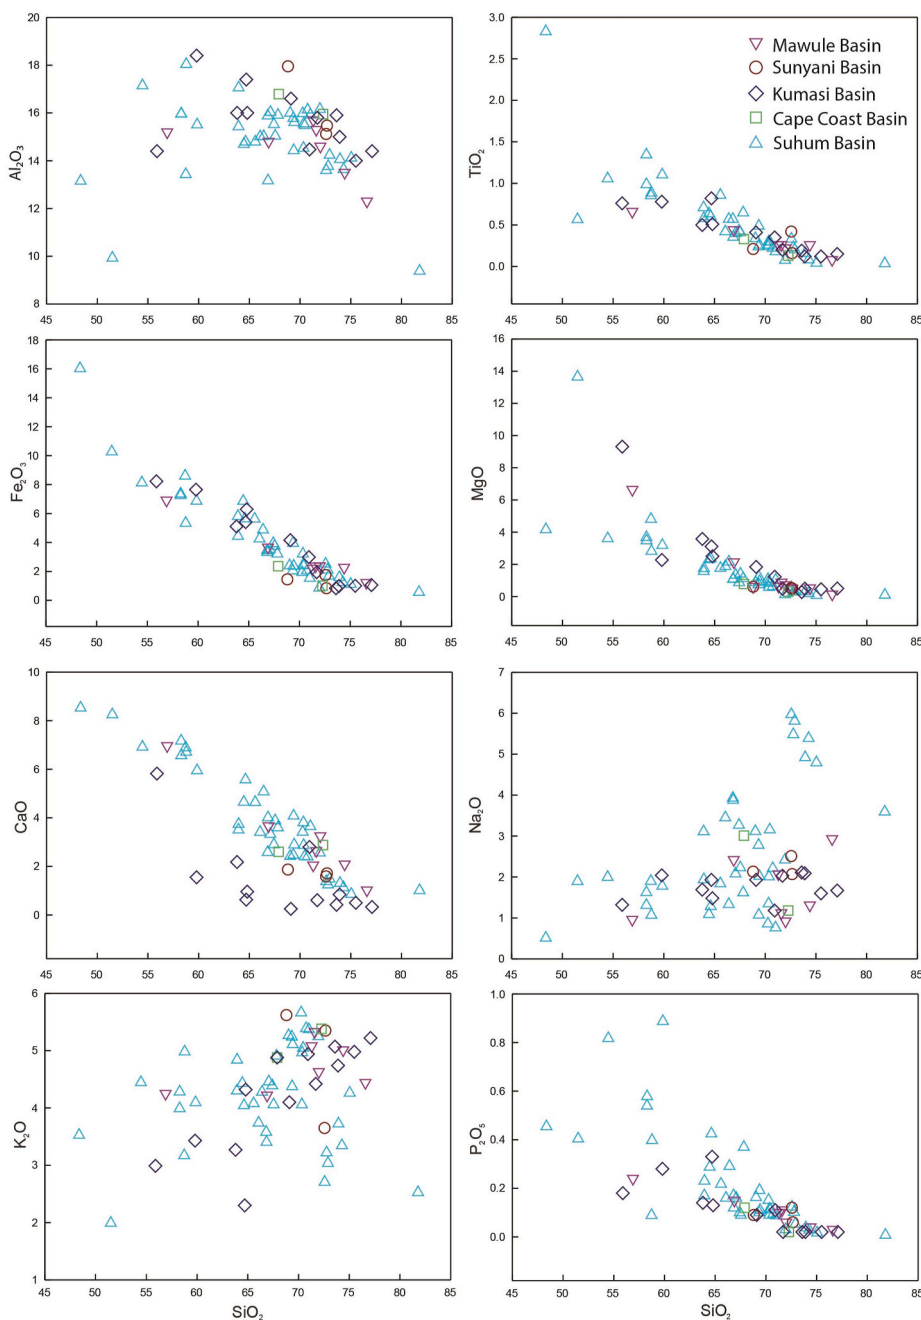 20
18
16
14
12
10
8
Al₂O₃
45 50 55 60 65 70 75 80 85
3.0
2.5
2.0
1.5
1.0
0.5
0.0
TiO₂
45 50 55 60 65 70 75 80 85
Mawule Basin
Sunyani Basin
Kumasi Basin
Cape Coast Basin
Suhum Basin
18
16
14
12
10
8
6
4
2
0
Fe₂O₃
45 50 55 60 65 70 75 80 85
16
14
12
10
8
6
4
2
0
MgO
45 50 55 60 65 70 75 80 85
10
8
6
4
2
0
CaO
45 50 55 60 65 70 75 80 85
7
6
5
4
3
2
1
0
Na₂O
45 50 55 60 65 70 75 80 85
6
5
4
3
2
1
K₂O
45 50 55 60 65 70 75 80 85
SiO₂
1.0
0.8
0.6
0.4
0.2
0.0
P₂O₅
45 50 55 60 65 70 75 80 85
SiO₂